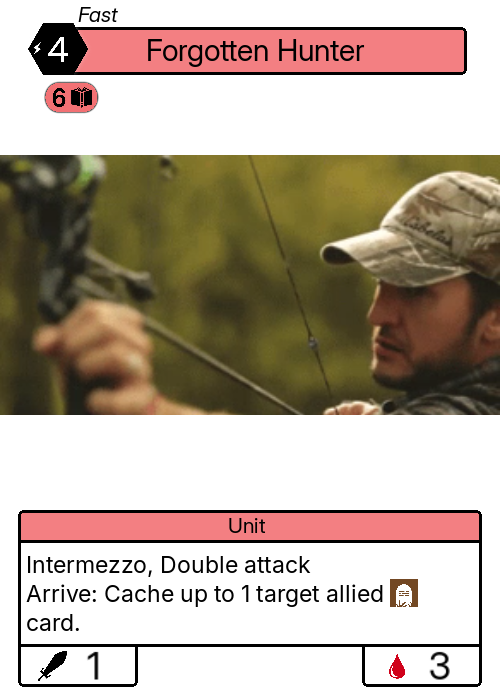 Fast
4
Forgotten Hunter
6
Cabela's
Unit
Intermezzo, Double attack
Arrive: Cache up to 1 target allied
card.
1
3